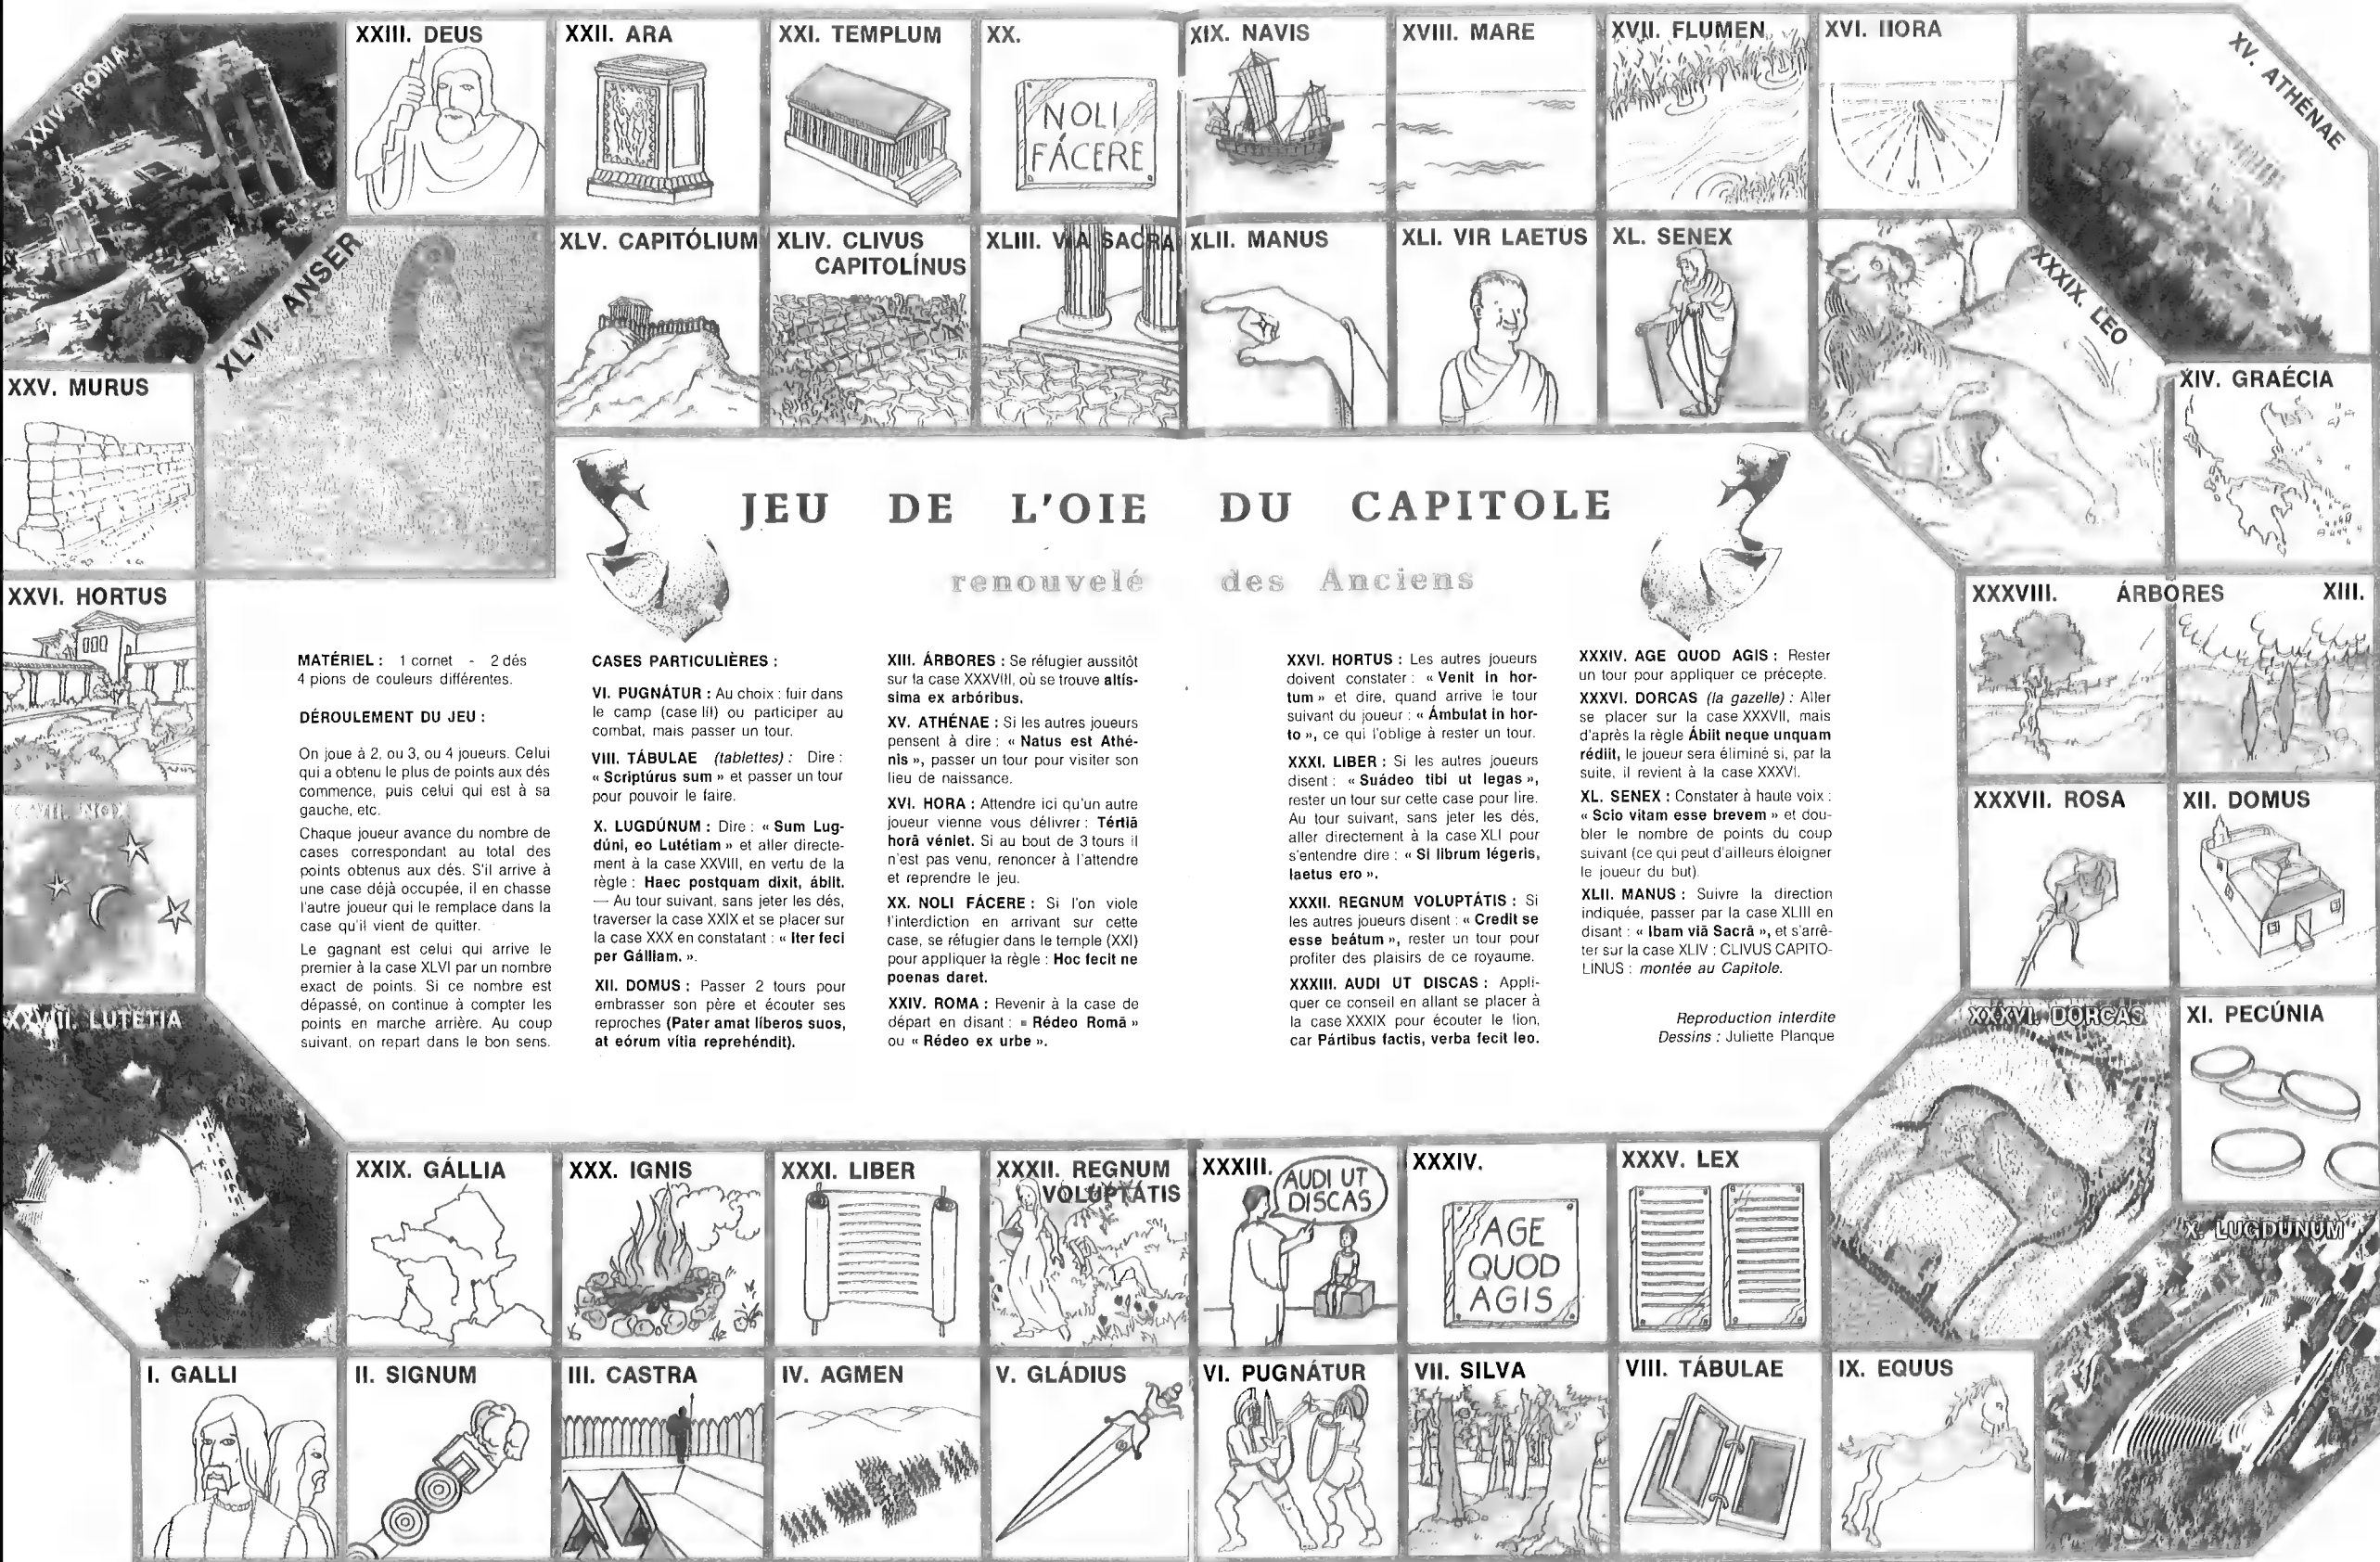 XXIV. ROMA
XXIII. DEUS
XXII. ARA
XXI. TEMPLUM
XX.
NOLI
FÁCERE
XIX. NAVIS
XVIII. MARE
XVII. FLUMEN
XVI. HORA
XV. ATHÉNAE
XLVI. ANSER
XLV. CAPITÓLIUM
XLIV. CLIVUS
CAPITOLÍNUS
XLIII. VIA SACRA
XLII. MANUS
XLI. VIR LAETUS
XL. SENEX
XXXIX. LEO
XXV. MURUS
XIV. GRAÉCIA
JEU DE L'OIE DU CAPITOLE
renouvelé des Anciens
XXVI. HORTUS
XXXVIII. ÁRBORES XIII.
MATÉRIEL : 1 cornet - 2 dés
4 pions de couleurs différentes.
DÉROULEMENT DU JEU :
On joue à 2, ou 3, ou 4 joueurs. Celui
qui a obtenu le plus de points aux dés
commence, puis celui qui est à sa
gauche, etc.
Chaque joueur avance du nombre de
cases correspondant au total des
points obtenus aux dés. S'il arrive à
une case déjà occupée, il en chasse
l'autre joueur qui le remplace dans la
case qu'il vient de quitter.
Le gagnant est celui qui arrive le
premier à la case XLVI par un nombre
exact de points. Si ce nombre est
dépassé, on continue à compter les
points en marche arrière. Au coup
suivant, on repart dans le bon sens.
CASES PARTICULIÈRES :
VI. PUGNÁTUR : Au choix : fuir dans
le camp (case III) ou participer au
combat, mais passer un tour.
VIII. TÁBULAE (tablettes) : Dire :
« Scriptúrus sum » et passer un tour
pour pouvoir le faire.
X. LUGDÚNUM : Dire : « Sum Lug-
dúni, eo Lutétiam » et aller directe-
ment à la case XXVIII, en vertu de la
règle : Haec postquam dixit, ábiit.
— Au tour suivant, sans jeter les dés,
traverser la case XXIX et se placer sur
la case XXX en constatant : « Iter feci
per Gálliam. ».
XII. DOMUS : Passer 2 tours pour
embrasser son père et écouter ses
reproches (Pater amat líberos suos,
at eórum vítia reprehéndit).
XIII. ÁRBORES : Se réfugier aussitôt
sur la case XXXVIII, où se trouve altís-
sima ex arbóribus.
XV. ATHÉNAE : Si les autres joueurs
pensent à dire : « Natus est Athé-
nis », passer un tour pour visiter son
lieu de naissance.
XVI. HORA : Attendre ici qu'un autre
joueur vienne vous délivrer : Tértiā
horā véniet. Si au bout de 3 tours il
n'est pas venu, renoncer à l'attendre
et reprendre le jeu.
XX. NOLI FÁCERE : Si l'on viole
l'interdiction en arrivant sur cette
case, se réfugier dans le temple (XXI)
pour appliquer la règle : Hoc fecit ne
poenas daret.
XXIV. ROMA : Revenir à la case de
départ en disant : « Rédeo Romā »
ou « Rédeo ex urbe ».
XXVI. HORTUS : Les autres joueurs
doivent constater : « Venit in hor-
tum » et dire, quand arrive le tour
suivant du joueur : « Ámbulat in hor-
to », ce qui l'oblige à rester un tour.
XXXI. LIBER : Si les autres joueurs
disent : « Suádeo tibi ut legas »,
rester un tour sur cette case pour lire.
Au tour suivant, sans jeter les dés,
aller directement à la case XLI pour
s'entendre dire : « Si librum légeris,
laetus ero ».
XXXII. REGNUM VOLUPTÁTIS : Si
les autres joueurs disent : « Credit se
esse beátum », rester un tour pour
profiter des plaisirs de ce royaume.
XXXIII. AUDI UT DISCAS : Appli-
quer ce conseil en allant se placer à
la case XXXIX pour écouter le lion,
car Pártibus factis, verba fecit leo.
XXXIV. AGE QUOD AGIS : Rester
un tour pour appliquer ce précepte.
XXXVI. DORCAS (la gazelle) : Aller
se placer sur la case XXXVII, mais
d'après la règle Ábiit neque unquam
rédiit, le joueur sera éliminé si, par la
suite, il revient à la case XXXVI.
XL. SENEX : Constater à haute voix :
« Scio vitam esse brevem » et dou-
bler le nombre de points du coup
suivant (ce qui peut d'ailleurs éloigner
le joueur du but).
XLII. MANUS : Suivre la direction
indiquée, passer par la case XLIII en
disant : « Ibam viā Sacrā », et s'arrê-
ter sur la case XLIV : CLIVUS CAPITO-
LINUS : montée au Capitole.
Reproduction interdite
Dessins : Juliette Planque
XXXVII. ROSA
XII. DOMUS
XXVIII. LUTETIA
XXXVI. DORCAS
XI. PECÚNIA
XXIX. GÁLLIA
XXX. IGNIS
XXXI. LIBER
XXXII. REGNUM
VOLUPTÁTIS
XXXIII.
AUDI UT
DISCAS
XXXIV.
AGE
QUOD
AGIS
XXXV. LEX
X. LUGDUNUM
I. GALLI
II. SIGNUM
III. CASTRA
IV. AGMEN
V. GLÁDIUS
VI. PUGNÁTUR
VII. SILVA
VIII. TÁBULAE
IX. EQUUS